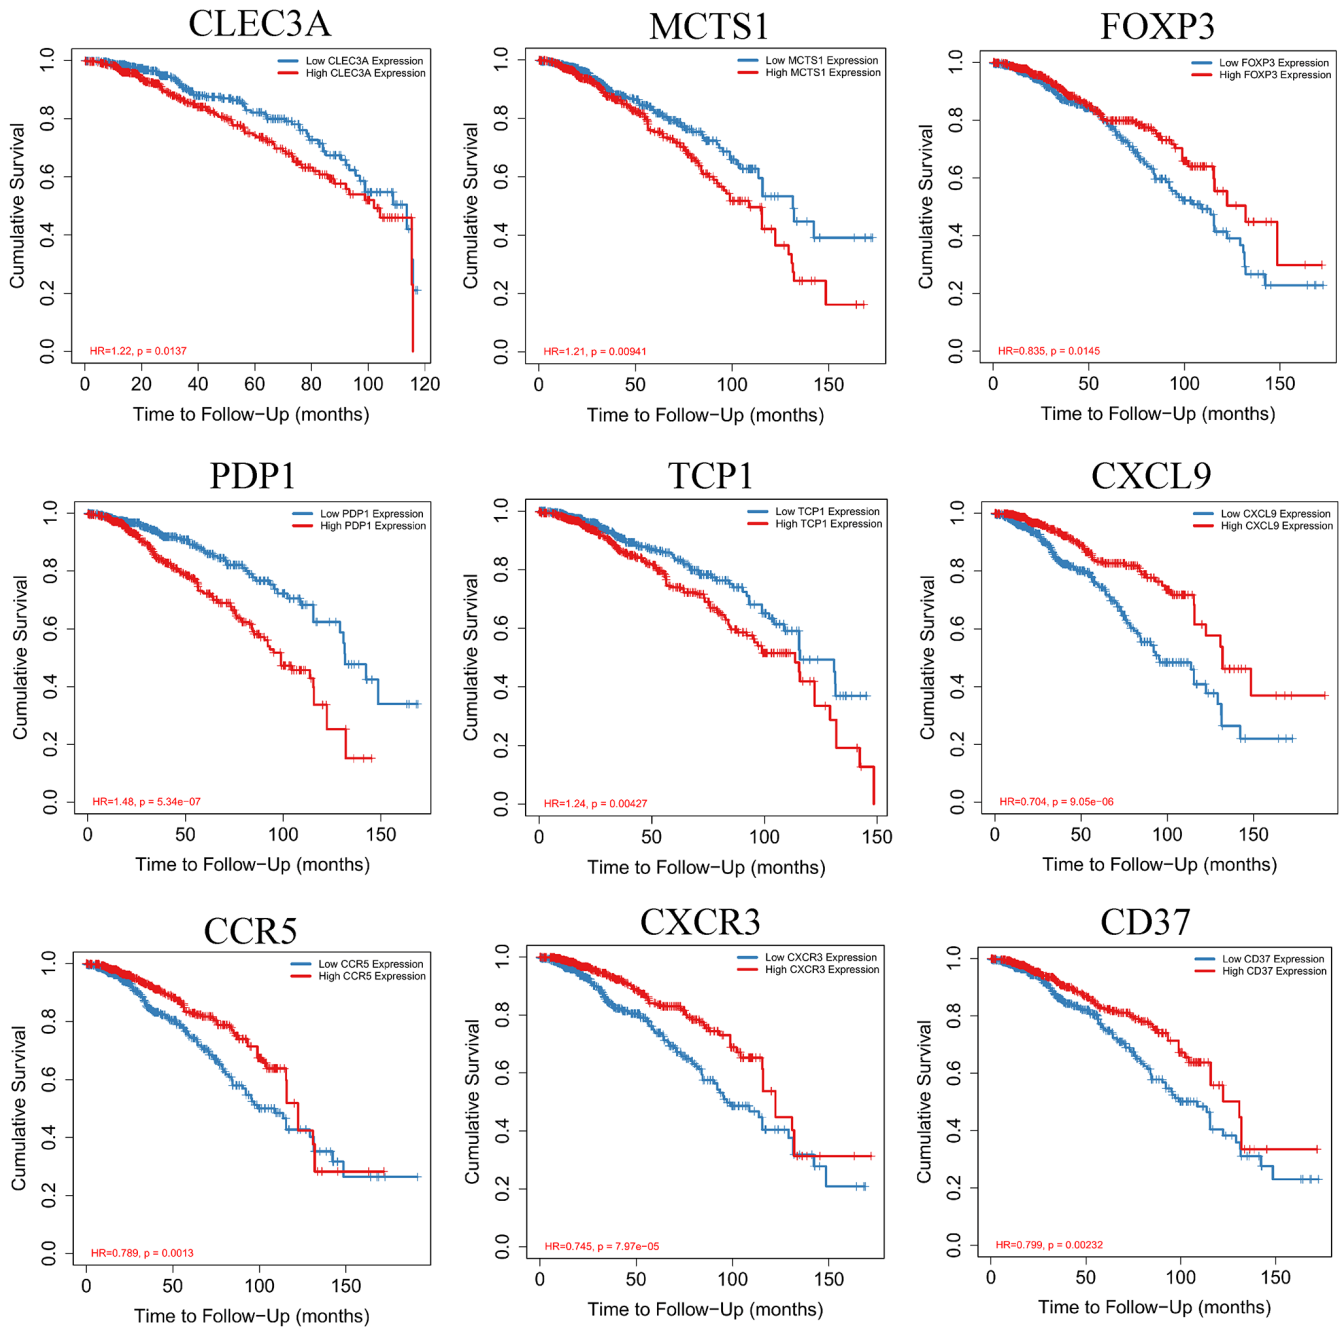 CLEC3A
Low CLEC3A Expression
High CLEC3A Expression
Cumulative Survival
1.0
0.8
0.6
0.4
0.2
0.0
HR=1.22, p = 0.0137
0 20 40 60 80 100 120
Time to Follow−Up (months)
MCTS1
Low MCTS1 Expression
High MCTS1 Expression
Cumulative Survival
1.0
0.8
0.6
0.4
0.2
0.0
HR=1.21, p = 0.00941
0 50 100 150
Time to Follow−Up (months)
FOXP3
Low FOXP3 Expression
High FOXP3 Expression
Cumulative Survival
1.0
0.8
0.6
0.4
0.2
0.0
HR=0.835, p = 0.0145
0 50 100 150
Time to Follow−Up (months)
PDP1
Low PDP1 Expression
High PDP1 Expression
Cumulative Survival
1.0
0.8
0.6
0.4
0.2
0.0
HR=1.48, p = 5.34e−07
0 50 100 150
Time to Follow−Up (months)
TCP1
Low TCP1 Expression
High TCP1 Expression
Cumulative Survival
1.0
0.8
0.6
0.4
0.2
0.0
HR=1.24, p = 0.00427
0 50 100 150
Time to Follow−Up (months)
CXCL9
Low CXCL9 Expression
High CXCL9 Expression
Cumulative Survival
1.0
0.8
0.6
0.4
0.2
0.0
HR=0.704, p = 9.05e−06
0 50 100 150
Time to Follow−Up (months)
CCR5
Low CCR5 Expression
High CCR5 Expression
Cumulative Survival
1.0
0.8
0.6
0.4
0.2
0.0
HR=0.789, p = 0.0013
0 50 100 150
Time to Follow−Up (months)
CXCR3
Low CXCR3 Expression
High CXCR3 Expression
Cumulative Survival
1.0
0.8
0.6
0.4
0.2
0.0
HR=0.745, p = 7.97e−05
0 50 100 150
Time to Follow−Up (months)
CD37
Low CD37 Expression
High CD37 Expression
Cumulative Survival
1.0
0.8
0.6
0.4
0.2
0.0
HR=0.799, p = 0.00232
0 50 100 150
Time to Follow−Up (months)